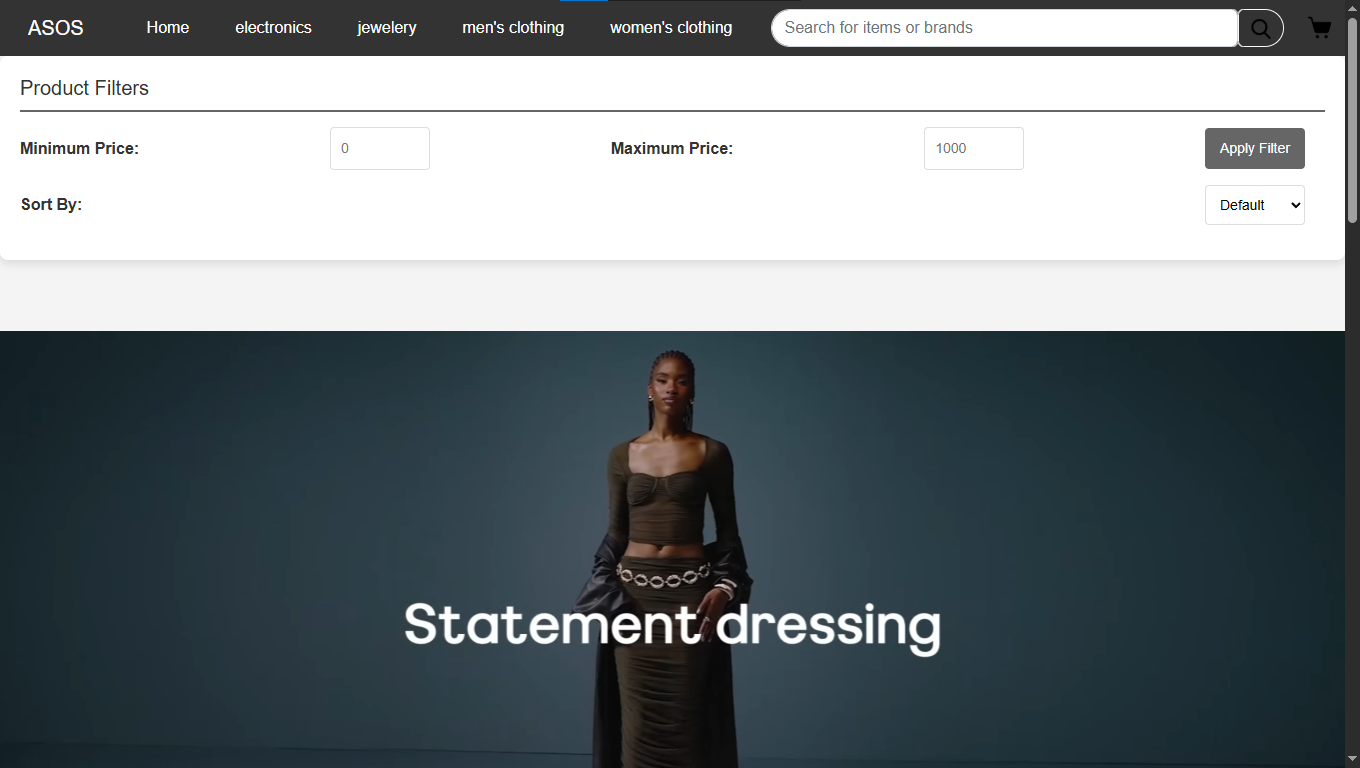 ASOS Home electronics jewelery men's clothing women's clothing Search for items or brands
Product Filters
Minimum Price: 0 Maximum Price: 1000 Apply Filter
Sort By: Default
Statement dressing